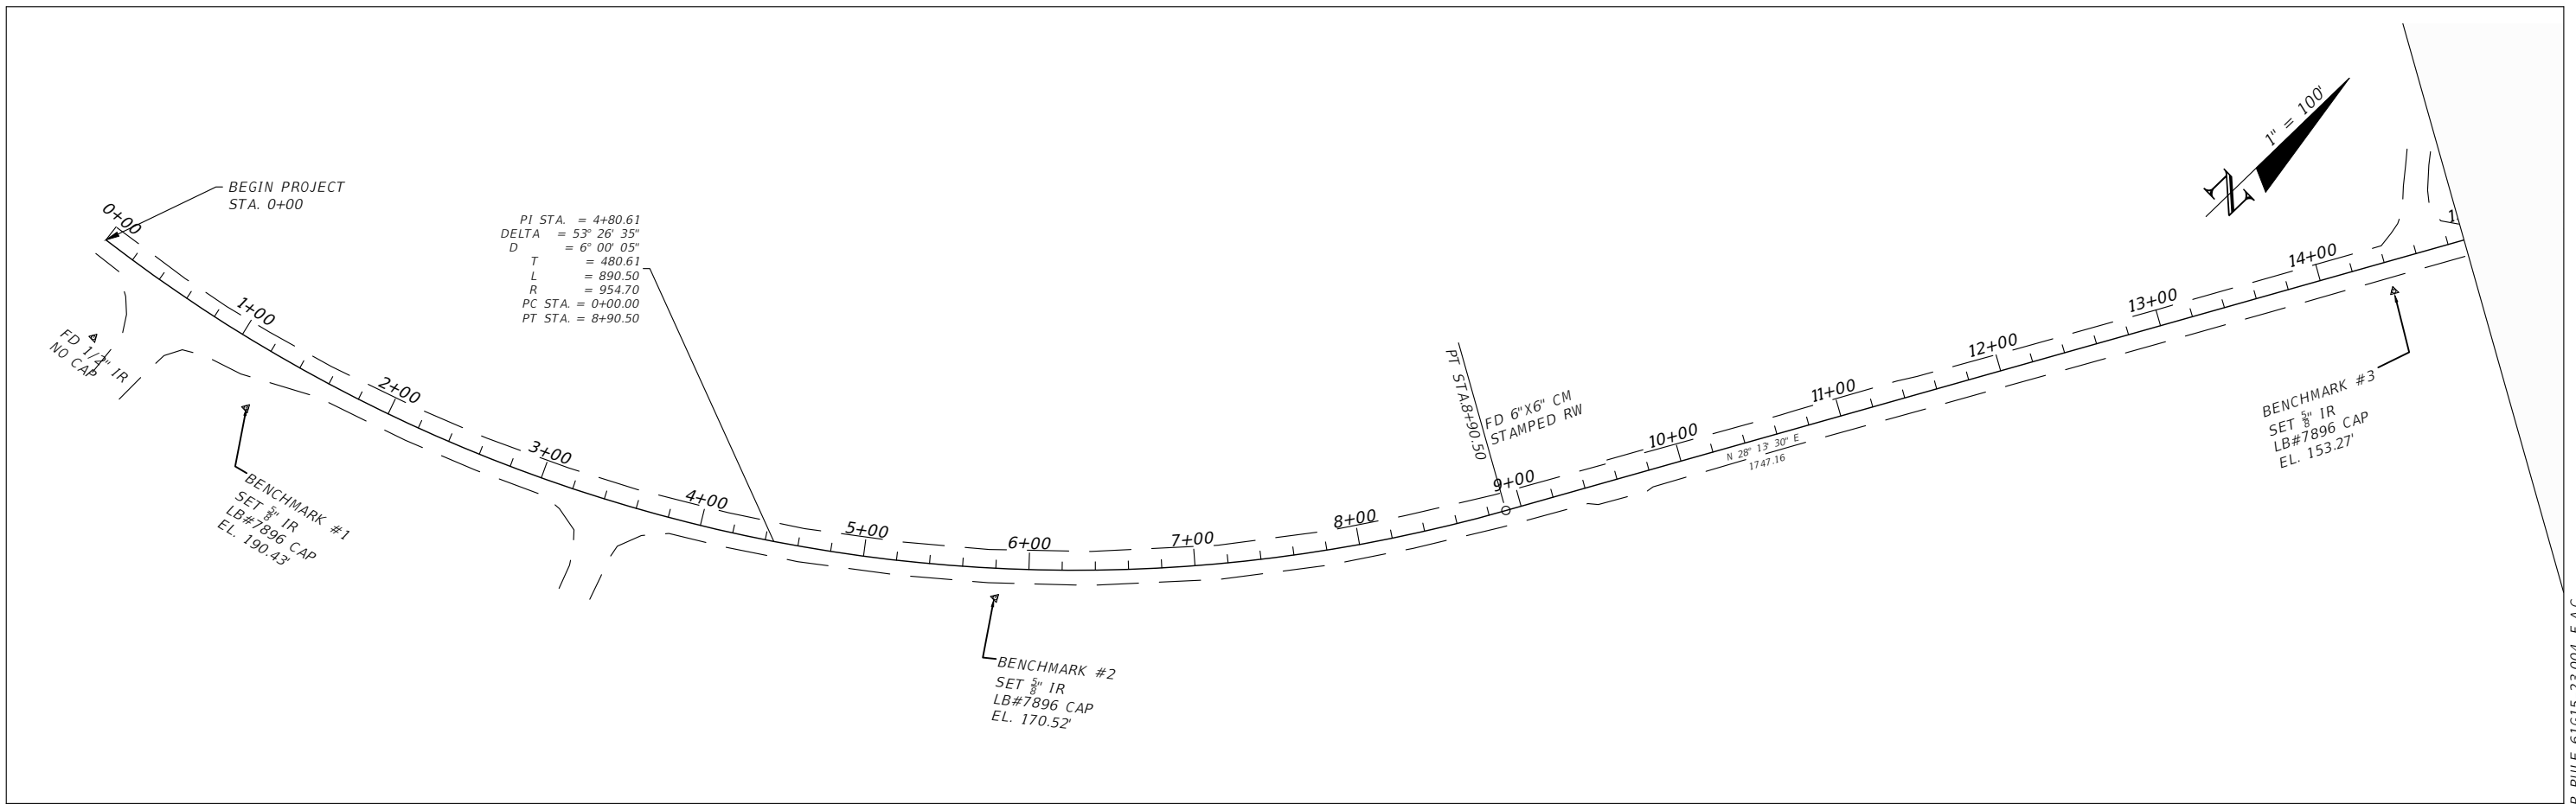 BEGIN PROJECT
STA. 0+00
0+00
1+00
2+00
3+00
4+00
5+00
6+00
7+00
8+00
9+00
10+00
11+00
12+00
13+00
14+00
1
PI STA. = 4+80.61
DELTA = 53° 26' 35"
D = 6° 00' 05"
T = 480.61
L = 890.50
R = 954.70
PC STA. = 0+00.00
PT STA. = 8+90.50
FD 1/2" IR
NO CAP
BENCHMARK #1
SET 5/8" IR
LB#7896 CAP
EL. 190.43'
BENCHMARK #2
SET 5/8" IR
LB#7896 CAP
EL. 170.52'
PT STA.8+90.50
FD 6"X6" CM
STAMPED RW
N 28° 13' 30" E
1747.16
BENCHMARK #3
SET 5/8" IR
LB#7896 CAP
EL. 153.27'
1" = 100'
N
RULE 61G15-23.004 F.A.C.